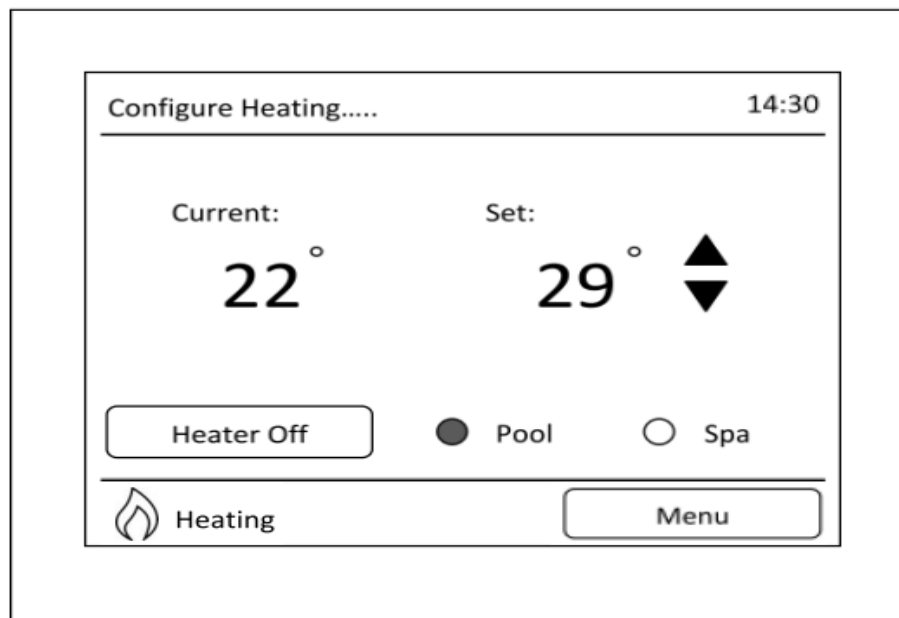 Configure Heating..... 14:30
Current: Set:
22° 29°
Heater Off Pool Spa
Heating Menu